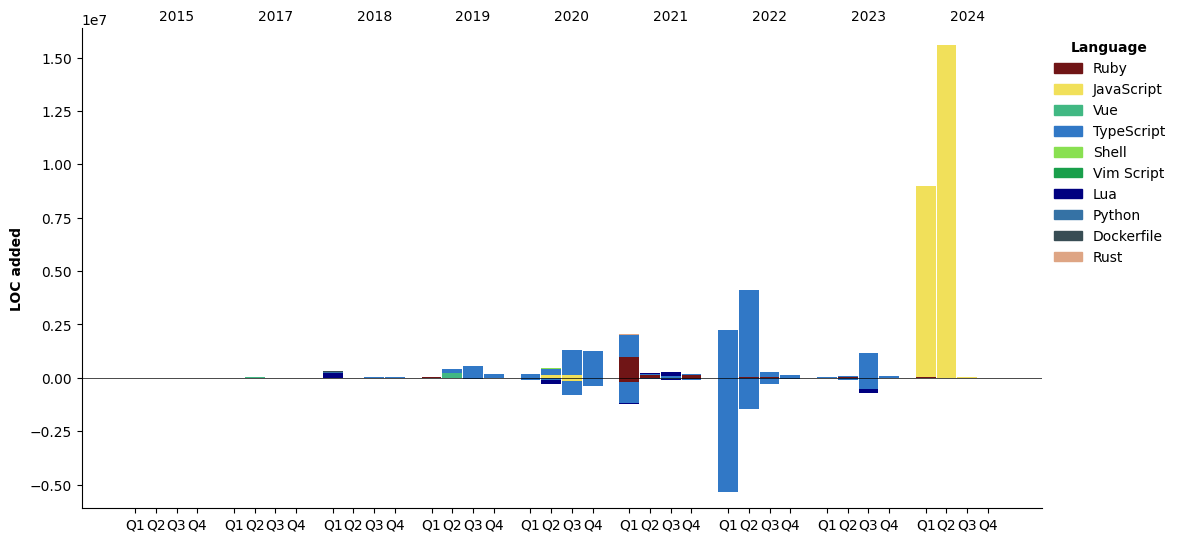 1e7
2015 2017 2018 2019 2020 2021 2022 2023 2024
LOC added
1.50
1.25
1.00
0.75
0.50
0.25
0.00
−0.25
−0.50
Q1 Q2 Q3 Q4 Q1 Q2 Q3 Q4 Q1 Q2 Q3 Q4 Q1 Q2 Q3 Q4 Q1 Q2 Q3 Q4 Q1 Q2 Q3 Q4 Q1 Q2 Q3 Q4 Q1 Q2 Q3 Q4 Q1 Q2 Q3 Q4
Language
Ruby
JavaScript
Vue
TypeScript
Shell
Vim Script
Lua
Python
Dockerfile
Rust